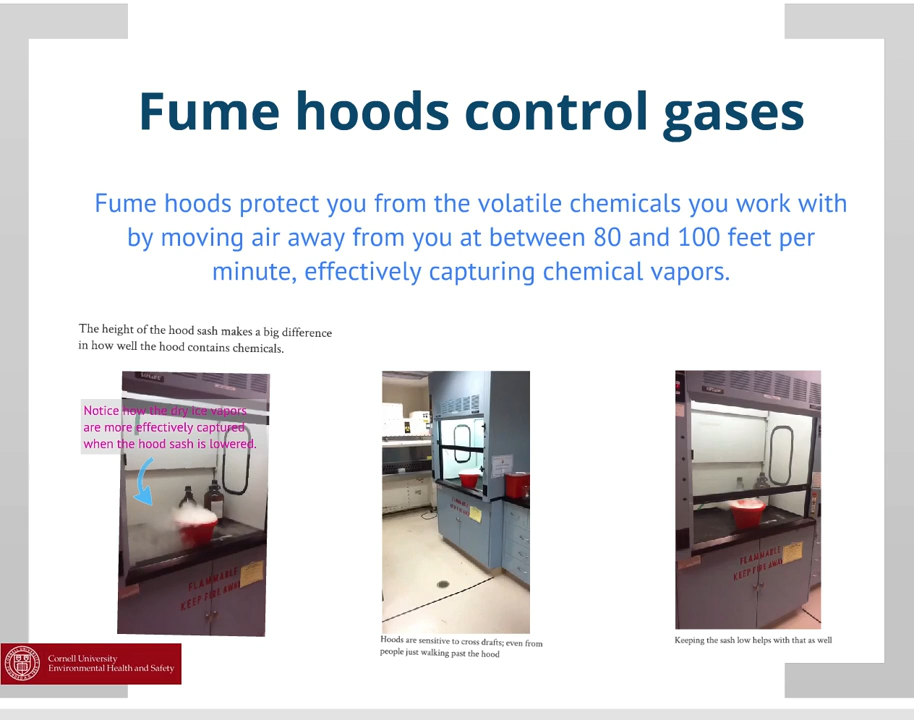 Fume hoods control gases
Fume hoods protect you from the volatile chemicals you work with
by moving air away from you at between 80 and 100 feet per
minute, effectively capturing chemical vapors.
The height of the hood sash makes a big difference
in how well the hood contains chemicals.
Notice how the dry ice vapors
are more effectively captured
when the hood sash is lowered.
FLAMMABLE
KEEP FIRE AWAY
FLAMMABLE
KEEP FIRE AWAY
Hoods are sensitive to cross drafts; even from
people just walking past the hood
Keeping the sash low helps with that as well
Cornell University
Environmental Health and Safety